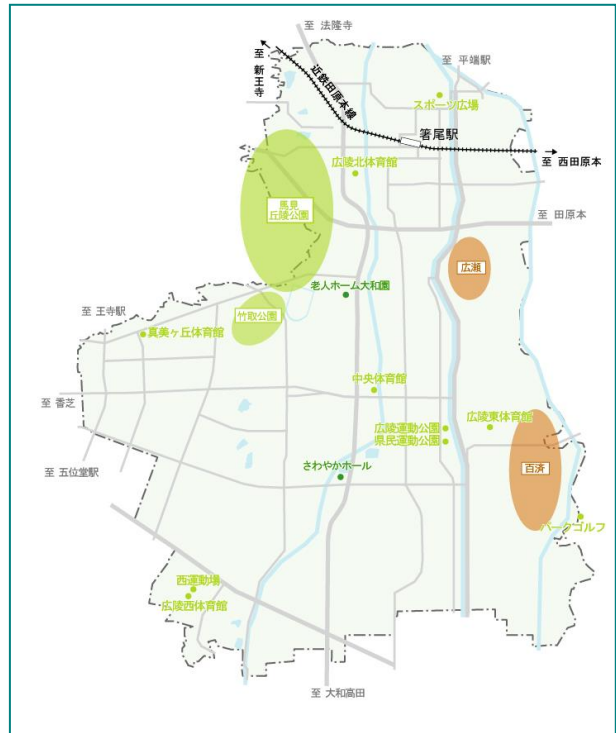 至 法隆寺
至 新王寺
近鉄田原本線
至 平端駅
スポーツ広場
箸尾駅
至 西田原本
広陵北体育館
馬見
丘陵公園
至 田原本
広瀬
老人ホーム大和園
至 王寺駅
竹取公園
真美ヶ丘体育館
中央体育館
至 香芝
広陵運動公園
県民運動公園
広陵東体育館
さわやかホール
百済
至 五位堂駅
パークゴルフ
西運動場
広陵西体育館
至 大和高田